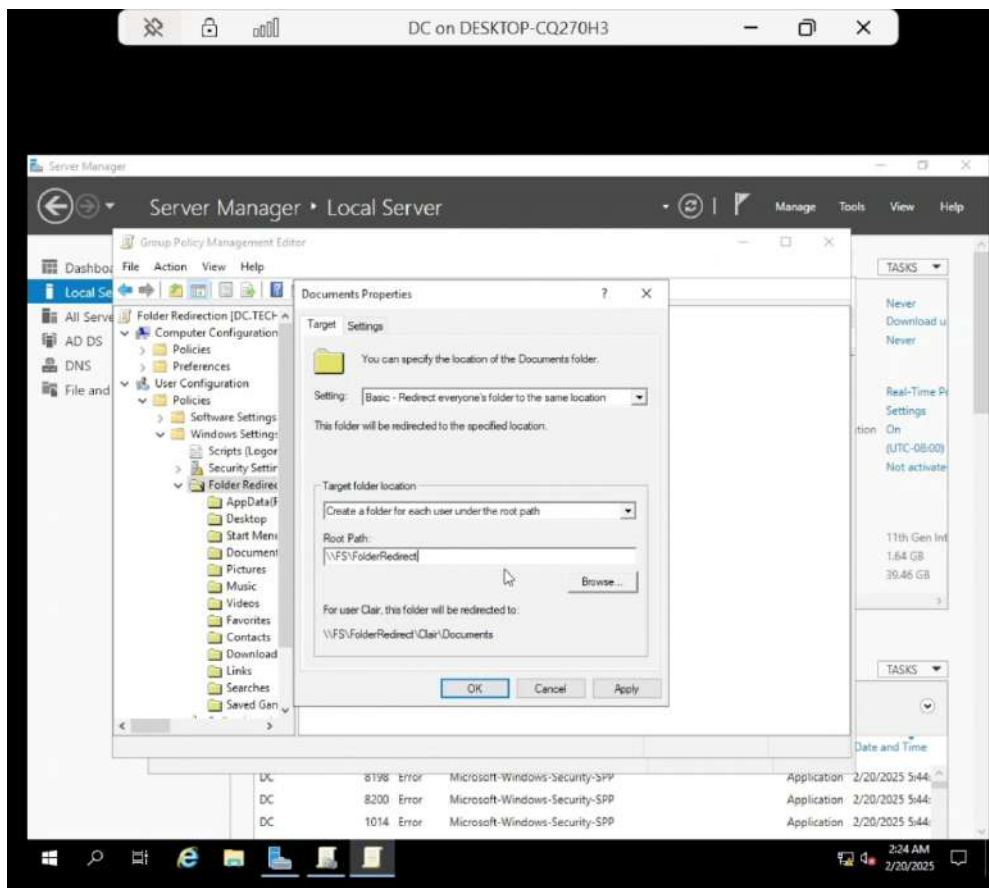 DC on DESKTOP-CQ270H3
Server Manager
Server Manager • Local Server
Manage Tools View Help
Group Policy Management Editor
File Action View Help
Dashboa
Local Se
All Serve
AD DS
DNS
File and
Folder Redirection [DC.TECH-
Computer Configuration
Policies
Preferences
User Configuration
Policies
Software Settings
Windows Settings
Scripts (Logor
Security Settin
Folder Redirec
AppData(F
Desktop
Start Menu
Document
Pictures
Music
Videos
Favorites
Contacts
Download
Links
Searches
Saved Gan
Documents Properties
Target Settings
You can specify the location of the Documents folder.
Setting: Basic - Redirect everyone's folder to the same location
This folder will be redirected to the specified location.
Target folder location
Create a folder for each user under the root path
Root Path:
\\FS\FolderRedirect
Browse...
For user Clair, this folder will be redirected to:
\\FS\FolderRedirect\Clair\Documents
OK Cancel Apply
TASKS
Never
Download u
Never
Real-Time Pr
Settings
tion On
(UTC-08:00)
Not activate
11th Gen Int
1.64 GB
39.46 GB
TASKS
Date and Time
DC 8198 Error Microsoft-Windows-Security-SPP Application 2/20/2025 5:44:
DC 8200 Error Microsoft-Windows-Security-SPP Application 2/20/2025 5:44:
DC 1014 Error Microsoft-Windows-Security-SPP Application 2/20/2025 5:44:
2:24 AM
2/20/2025